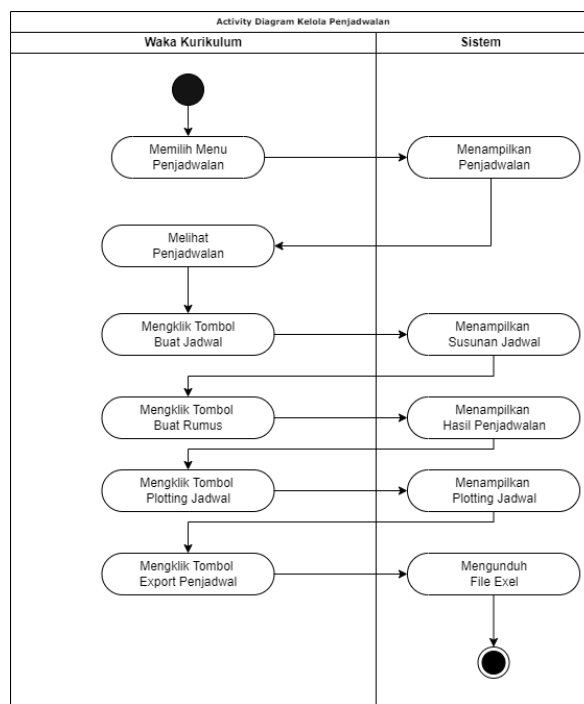 Activity Diagram Kelola Penjadwalan
Waka Kurikulum
Sistem
Memilih Menu
Penjadwalan
Menampilkan
Penjadwalan
Melihat
Penjadwalan
Mengklik Tombol
Buat Jadwal
Menampilkan
Susunan Jadwal
Mengklik Tombol
Buat Rumus
Menampilkan
Hasil Penjadwalan
Mengklik Tombol
Plotting Jadwal
Menampilkan
Plotting Jadwal
Mengklik Tombol
Export Penjadwal
Mengunduh
File Exel